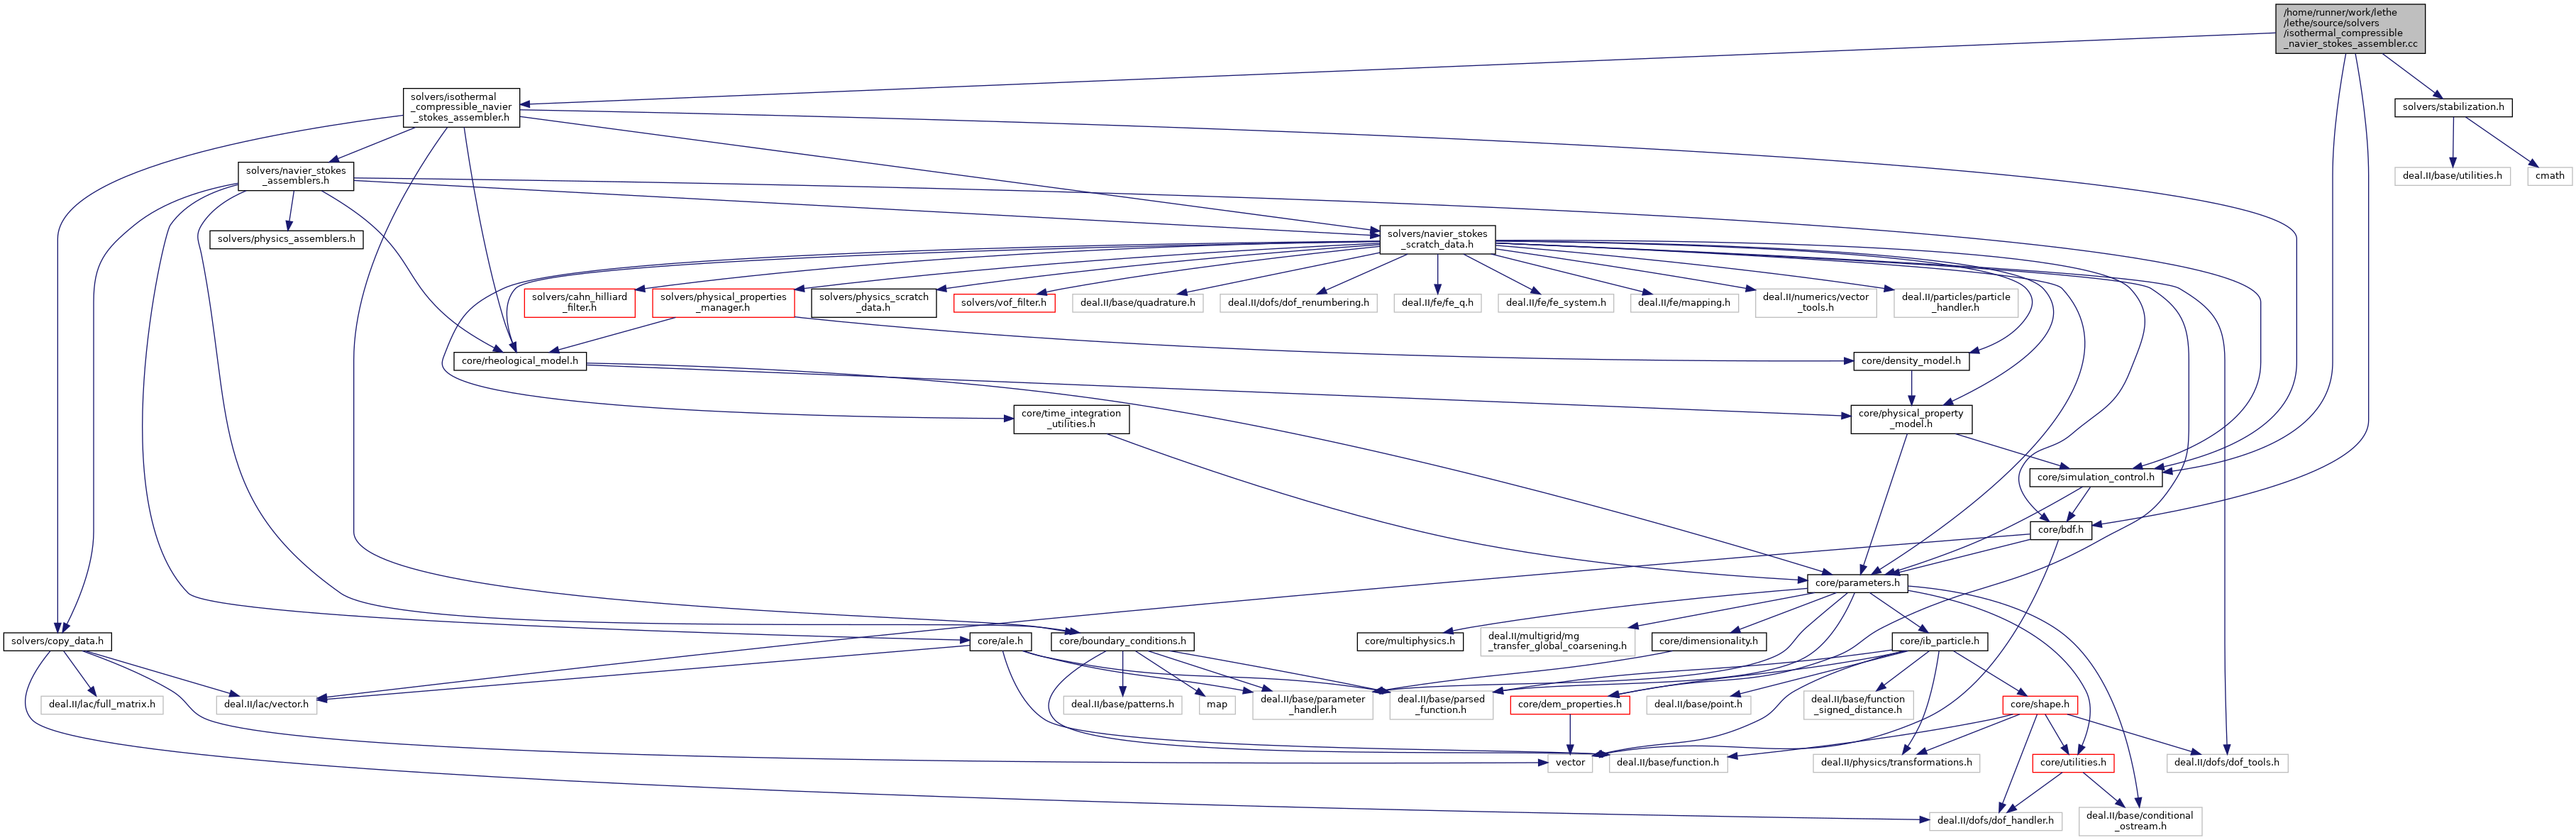 /home/runner/work/lethe
/lethe/source/solvers
/isothermal_compressible
_navier_stokes_assembler.cc
solvers/isothermal
_compressible_navier
_stokes_assembler.h
solvers/stabilization.h
solvers/navier_stokes
_assemblers.h
deal.II/base/utilities.h
cmath
solvers/physics_assemblers.h
solvers/navier_stokes
_scratch_data.h
solvers/cahn_hilliard
_filter.h
solvers/physical_properties
_manager.h
solvers/physics_scratch
_data.h
solvers/vof_filter.h
deal.II/base/quadrature.h
deal.II/dofs/dof_renumbering.h
deal.II/fe/fe_q.h
deal.II/fe/fe_system.h
deal.II/fe/mapping.h
deal.II/numerics/vector
_tools.h
deal.II/particles/particle
_handler.h
core/rheological_model.h
core/density_model.h
core/time_integration
_utilities.h
core/physical_property
_model.h
core/simulation_control.h
core/bdf.h
core/parameters.h
solvers/copy_data.h
core/ale.h
core/boundary_conditions.h
core/multiphysics.h
deal.II/multigrid/mg
_transfer_global_coarsening.h
core/dimensionality.h
core/ib_particle.h
deal.II/lac/full_matrix.h
deal.II/lac/vector.h
deal.II/base/patterns.h
map
deal.II/base/parameter
_handler.h
deal.II/base/parsed
_function.h
core/dem_properties.h
deal.II/base/point.h
deal.II/base/function
_signed_distance.h
core/shape.h
vector
deal.II/base/function.h
deal.II/physics/transformations.h
core/utilities.h
deal.II/dofs/dof_tools.h
deal.II/dofs/dof_handler.h
deal.II/base/conditional
_ostream.h